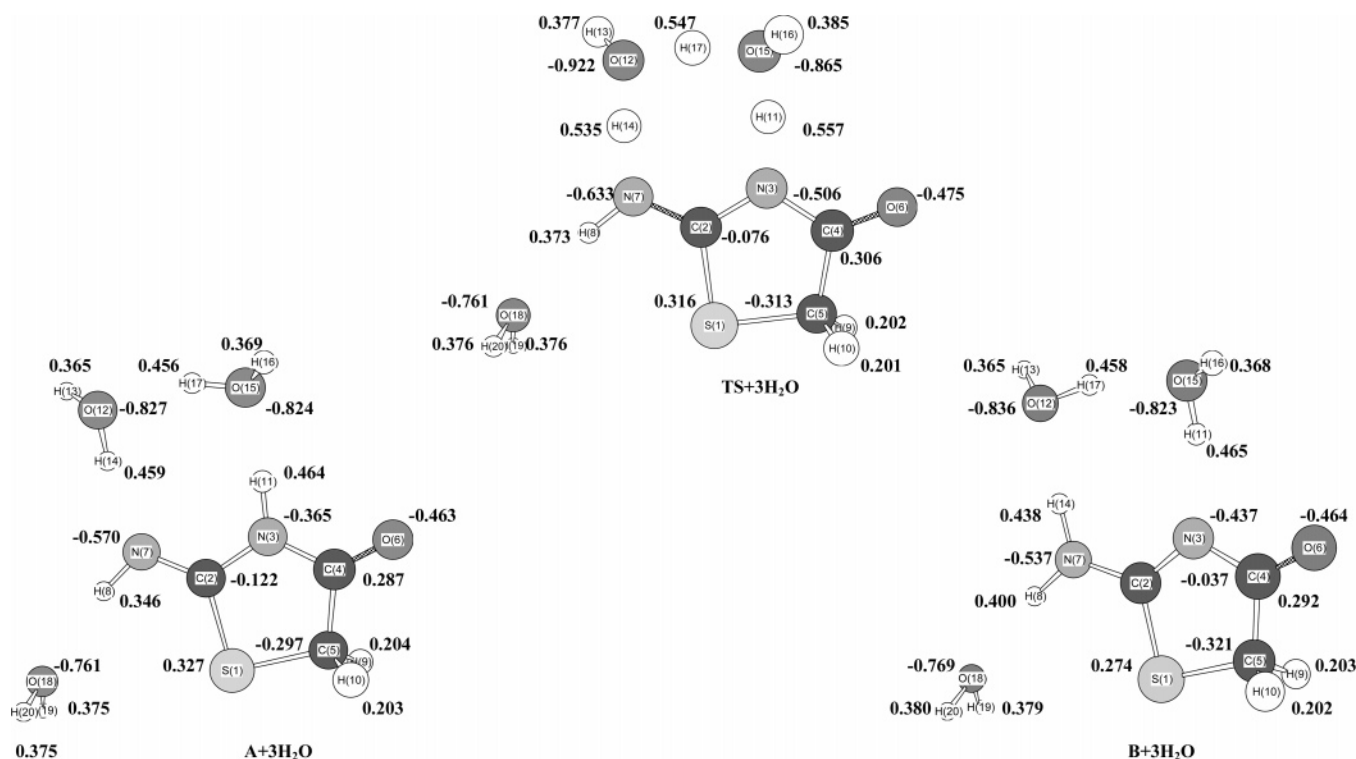 0.377 0.547 0.385
H(13) H(17) H(16)
O(12) O(15)
-0.922 -0.865
H(14) H(11)
0.535 0.557
-0.633 N(7) N(3) -0.506 -0.475
O(6)
H(8) C(2) C(4)
0.373 -0.076 0.306
-0.761 0.316 -0.313
O(18) S(1) C(5) H(9) 0.202
0.376 H(20) 19) 0.376 H(10)
0.201
TS+3H₂O
0.369 H(16)
0.365 0.456 H(17) O(15)
H(13)
O(12) -0.827 -0.824
H(14) 0.459
H(11) 0.464
-0.570 -0.365 -0.463
N(7) N(3) O(6)
C(2) -0.122 C(4) 0.287
H(8) 0.346
-0.297 0.204
-0.761 0.327 S(1) C(5) H(9)
O(18) H(10)
H(20) 19) 0.375 0.203
0.375 A+3H₂O
0.365 0.458 H(16) 0.368
H(13) H(17) O(15)
-0.836 O(12) -0.823
H(11) 0.465
H(14)
0.438 -0.437 -0.464
-0.537 N(7) N(3) O(6)
H(8) C(2) -0.037 C(4)
0.400 0.292
-0.321
-0.769 0.274 C(5) 0.203
O(18) S(1) H(9)
0.380 H(20) H(19) 0.379 H(10) 0.202
B+3H₂O